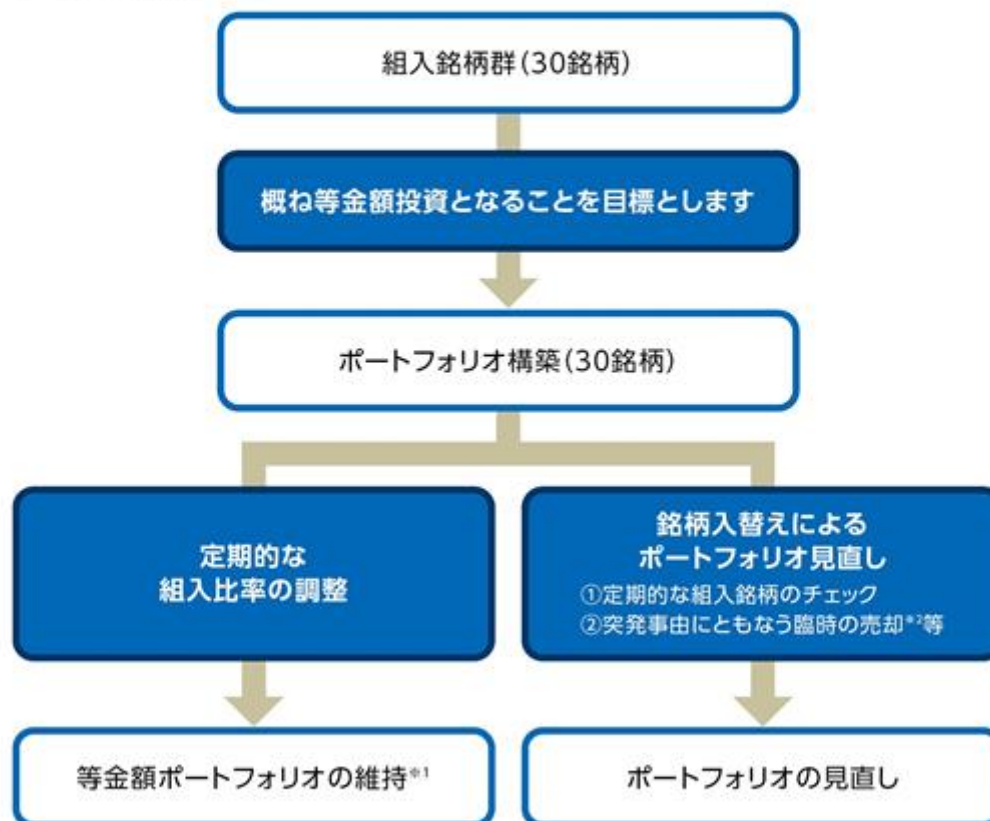 組入銘柄群(30銘柄)
概ね等金額投資となることを目標とします
ポートフォリオ構築(30銘柄)
定期的な
組入比率の調整
銘柄入替えによる
ポートフォリオ見直し
①定期的な組入銘柄のチェック
②突発事由にともなう臨時の売却※2等
等金額ポートフォリオの維持※1
ポートフォリオの見直し